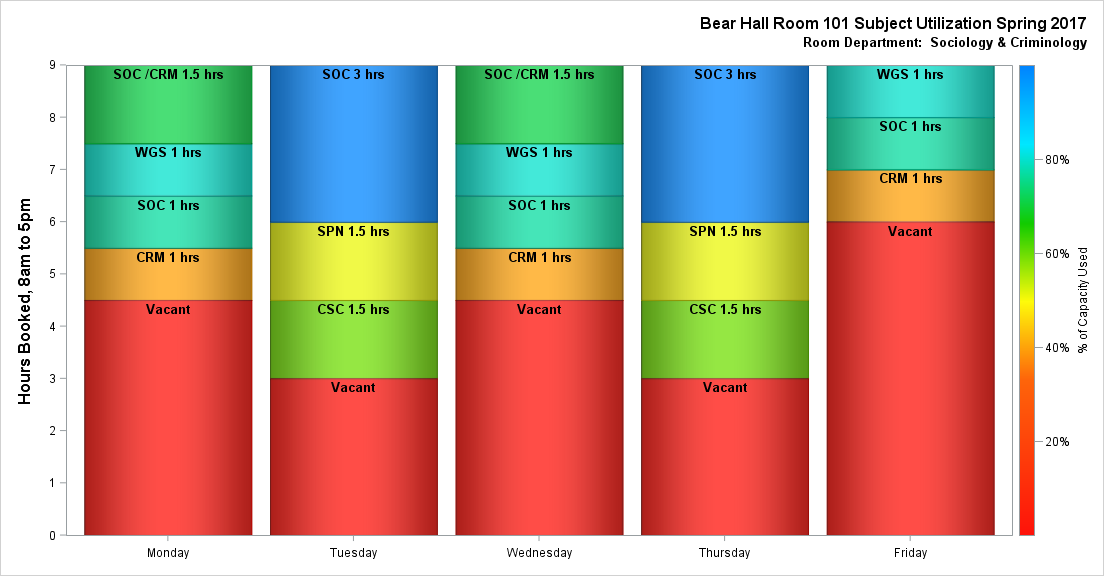 Bear Hall Room 101 Subject Utilization Spring 2017
Room Department:  Sociology & Criminology
Hours Booked, 8am to 5pm
9
8
7
6
5
4
3
2
1
0
SOC /CRM 1.5 hrs
WGS 1 hrs
SOC 1 hrs
CRM 1 hrs
Vacant
Monday
SOC 3 hrs
SPN 1.5 hrs
CSC 1.5 hrs
Vacant
Tuesday
SOC /CRM 1.5 hrs
WGS 1 hrs
SOC 1 hrs
CRM 1 hrs
Vacant
Wednesday
SOC 3 hrs
SPN 1.5 hrs
CSC 1.5 hrs
Vacant
Thursday
WGS 1 hrs
SOC 1 hrs
CRM 1 hrs
Vacant
Friday
80%
60%
40%
20%
% of Capacity Used